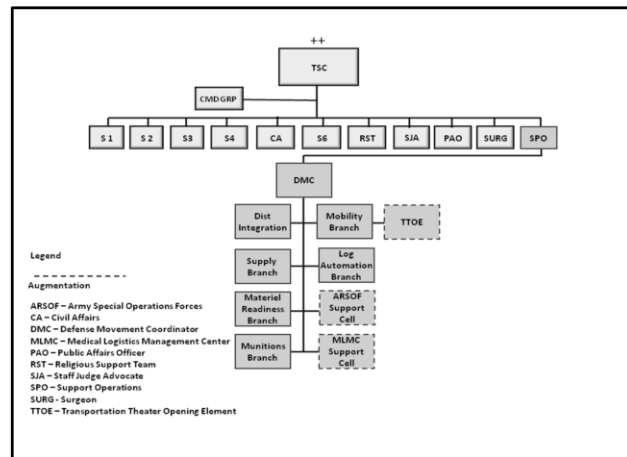 ++
TSC
CMDGRP
S 1
S 2
S3
S4
CA
S6
RST
SJA
PAO
SURG
SPO
DMC
Dist
Integration
Mobility
Branch
TTOE
Supply
Branch
Log
Automation
Branch
Materiel
Readiness
Branch
ARSOF
Support
Cell
Munitions
Branch
MLMC
Support
Cell
Legend
Augmentation
ARSOF – Army Special Operations Forces
CA – Civil Affairs
DMC – Defense Movement Coordinator
MLMC – Medical Logistics Management Center
PAO – Public Affairs Officer
RST – Religious Support Team
SJA – Staff Judge Advocate
SPO – Support Operations
SURG - Surgeon
TTOE – Transportation Theater Opening Element